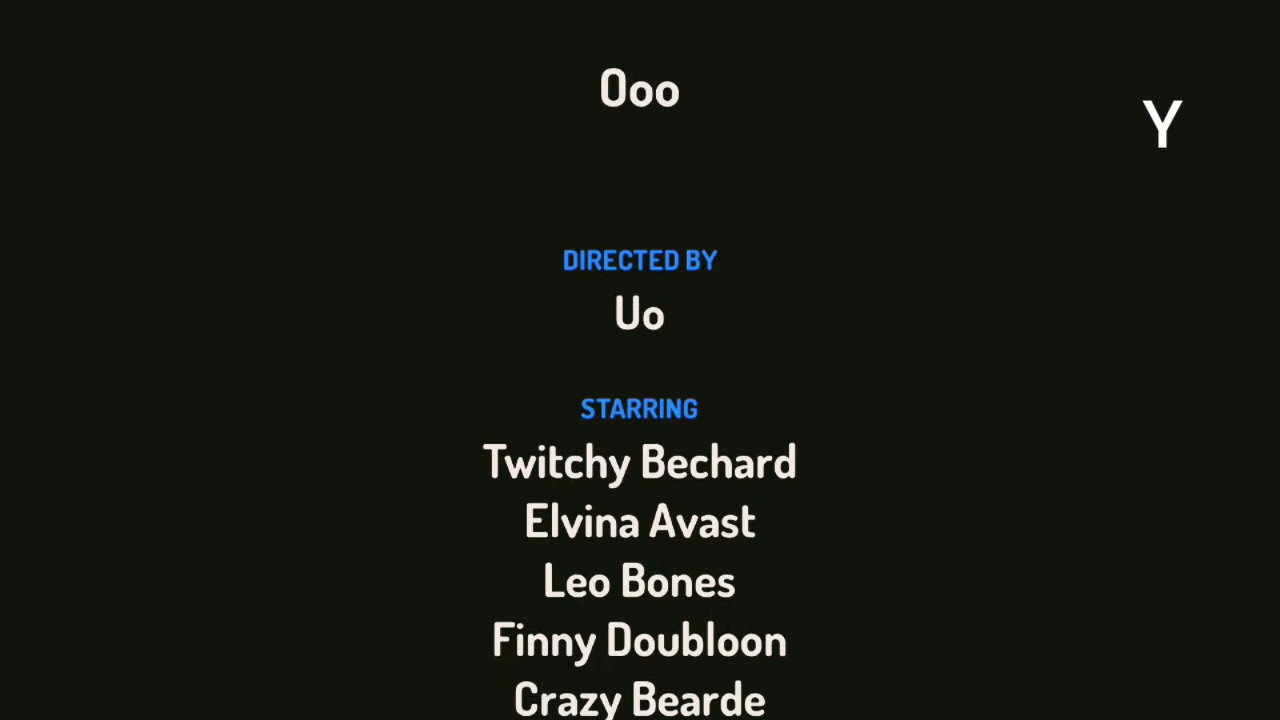 Ooo
Y
DIRECTED BY
Uo
STARRING
Twitchy Bechard
Elvina Avast
Leo Bones
Finny Doubloon
Crazy Bearde